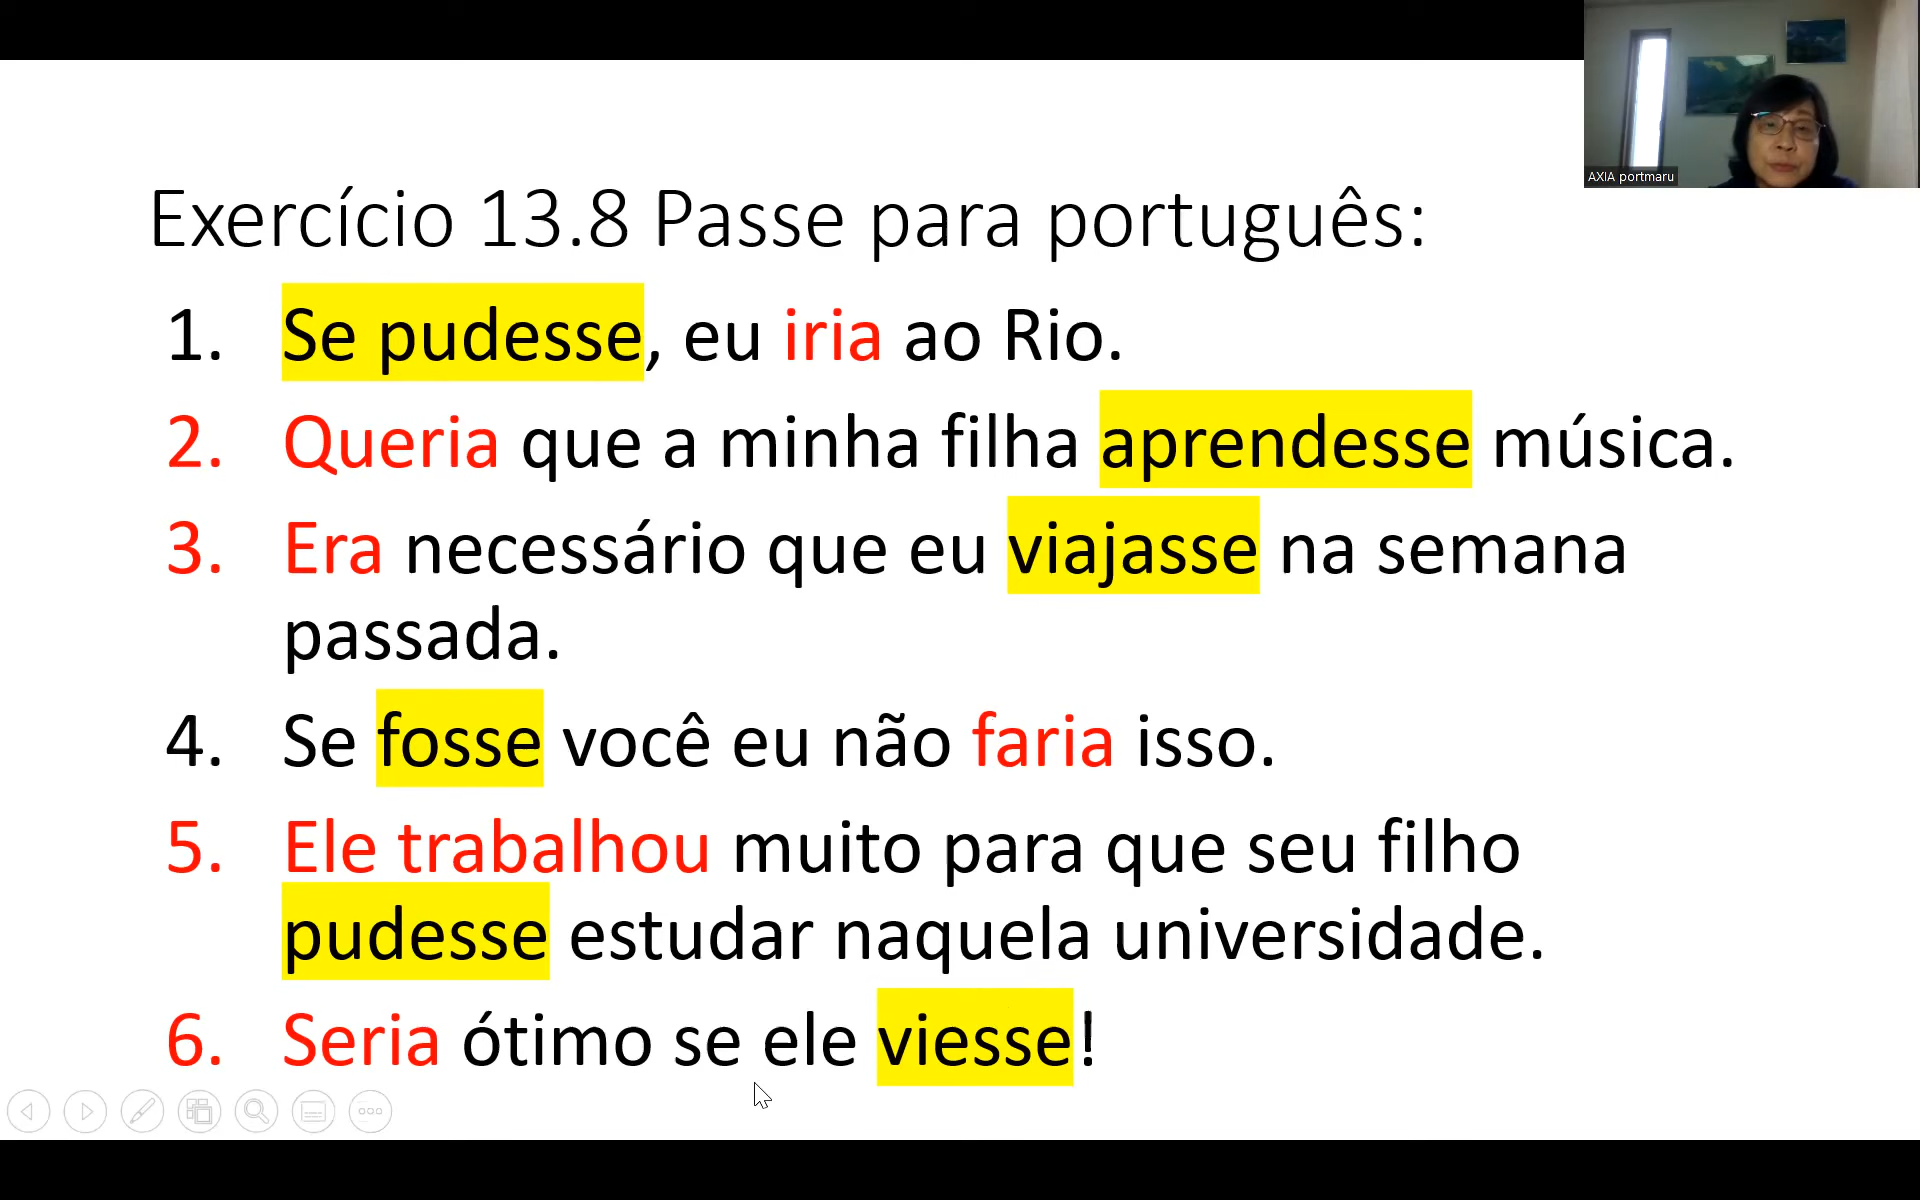 AXIA portmaru
Exercício 13.8 Passe para português:
1. Se pudesse, eu iria ao Rio.
2. Queria que a minha filha aprendesse música.
3. Era necessário que eu viajasse na semana
passada.
4. Se fosse você eu não faria isso.
5. Ele trabalhou muito para que seu filho
pudesse estudar naquela universidade.
6. Seria ótimo se ele viesse!